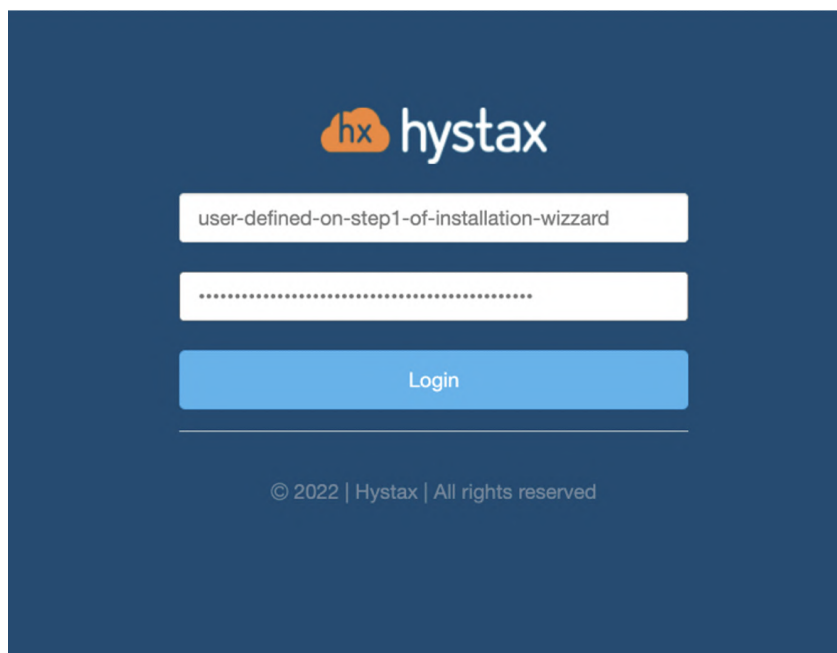 hx hystax
user-defined-on-step1-of-installation-wizzard
••••••••••••••••••••••••••••••••••••••••••••••
Login
© 2022 | Hystax | All rights reserved